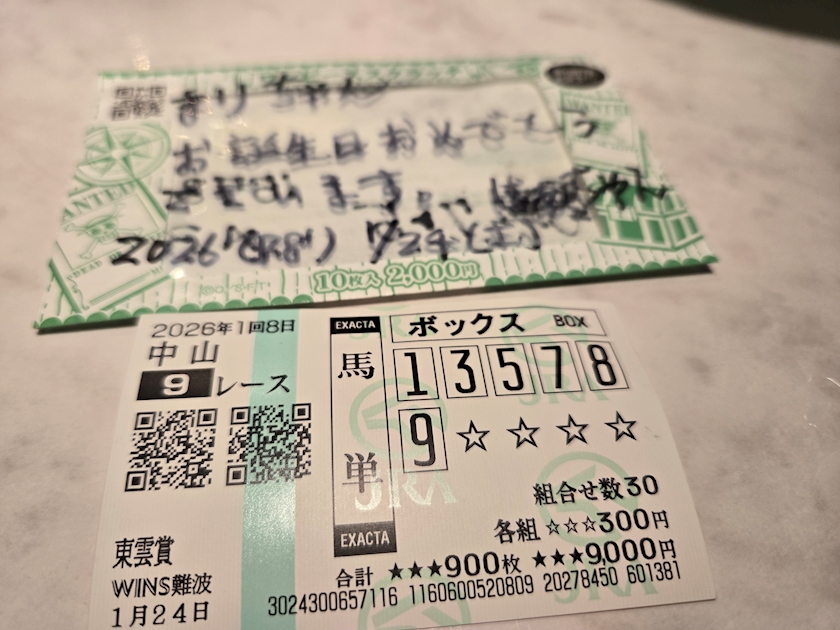 まりちゃん
お誕生日おめでとう
ございます
2026
10枚入 2,000円
2026年1回8日
中山
9レース
東雲賞
WINS難波
1月24日
EXACTA
馬単
EXACTA
ボックス BOX
1 3 5 7 8
9 ☆ ☆ ☆ ☆
組合せ数30
各組 ☆☆☆300円
合計 ★★★900枚 ★★★9,000円
3024300657116 1160600520809 20278450 601381
JRA
WANTED